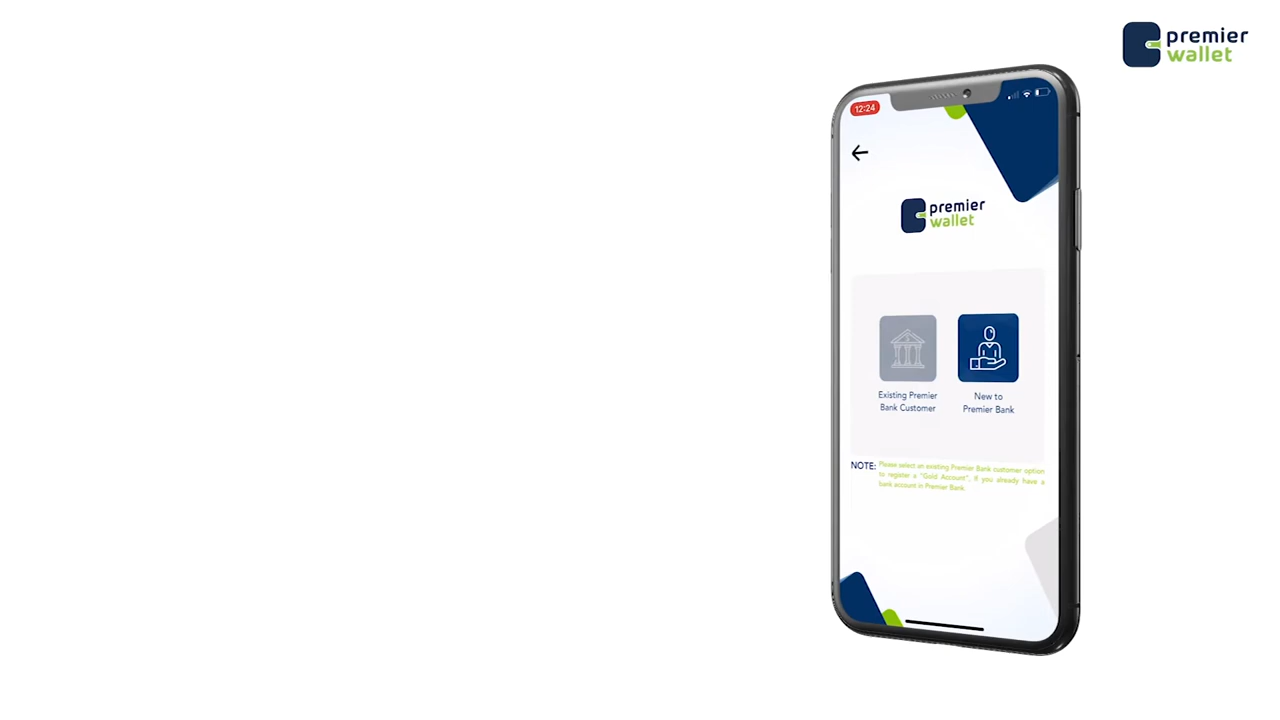 premier
wallet
12:24
premier
wallet
Existing Premier
Bank Customer
New to
Premier Bank
NOTE: Please select an existing Premier Bank customer option
to register a "Gold Account", if you already have a
bank account in Premier Bank.